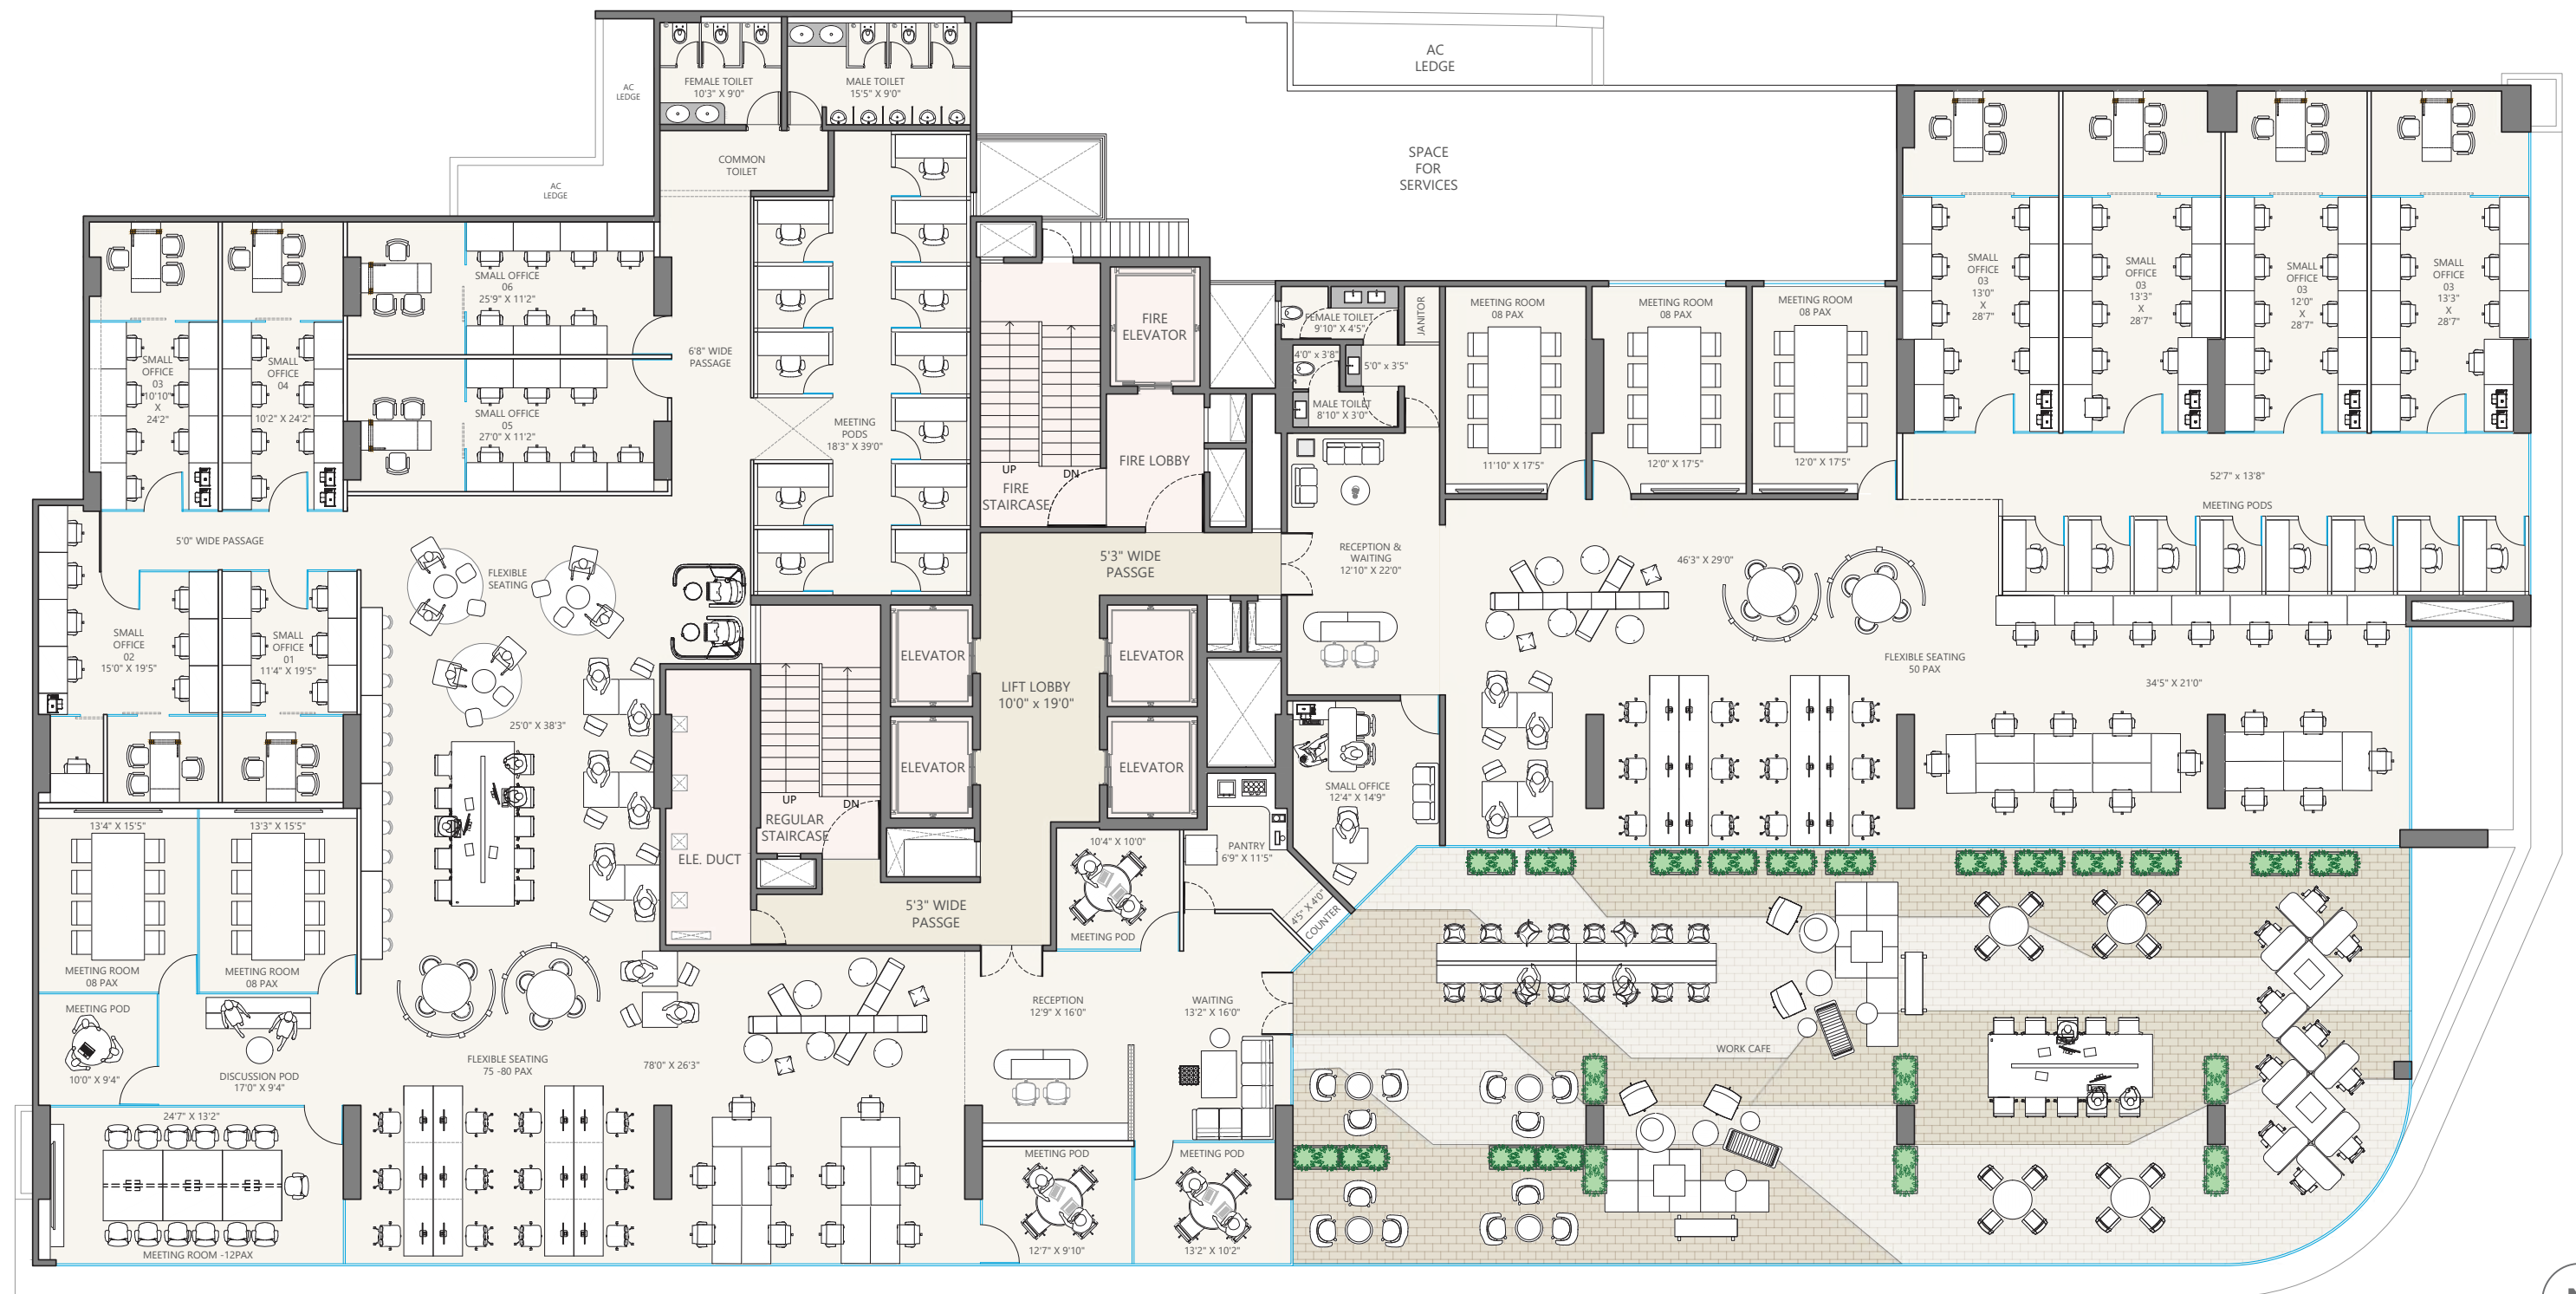 AC
LEDGE
AC
LEDGE
AC
LEDGE
FEMALE TOILET
10'3" X 9'0"
MALE TOILET
15'5" X 9'0"
COMMON
TOILET
SPACE
FOR
SERVICES
SMALL OFFICE
06
25'9" X 11'2"
SMALL OFFICE
05
27'0" X 11'2"
SMALL
OFFICE
03
10'10"
X
24'2"
SMALL
OFFICE
04
10'2" X 24'2"
6'8" WIDE
PASSAGE
MEETING
PODS
18'3" X 39'0"
FIRE
ELEVATOR
FIRE LOBBY
UP
DN
FIRE
STAIRCASE
FEMALE TOILET
9'10" X 4'5"
4'0" x 3'8"
5'0" x 3'5"
MALE TOILET
8'10" X 3'0"
JANITOR
MEETING ROOM
08 PAX
11'10" X 17'5"
MEETING ROOM
08 PAX
12'0" X 17'5"
MEETING ROOM
08 PAX
12'0" X 17'5"
SMALL
OFFICE
03
13'0"
X
28'7"
SMALL
OFFICE
03
13'3"
X
28'7"
SMALL
OFFICE
03
12'0"
X
28'7"
SMALL
OFFICE
03
13'3"
X
28'7"
52'7" x 13'8"
MEETING PODS
5'0" WIDE PASSAGE
FLEXIBLE
SEATING
5'3" WIDE
PASSGE
RECEPTION &
WAITING
12'10" X 22'0"
46'3" X 29'0"
SMALL
OFFICE
02
15'0" X 19'5"
SMALL
OFFICE
01
11'4" X 19'5"
25'0" X 38'3"
ELEVATOR
ELEVATOR
LIFT LOBBY
10'0" x 19'0"
ELEVATOR
ELEVATOR
FLEXIBLE SEATING
50 PAX
34'5" X 21'0"
UP
DN
REGULAR
STAIRCASE
ELE. DUCT
SMALL OFFICE
12'4" X 14'9"
13'4" X 15'5"
MEETING ROOM
08 PAX
13'3" X 15'5"
MEETING ROOM
08 PAX
10'4" X 10'0"
MEETING POD
PANTRY
6'9" X 11'5"
4'5" X 4'0"
COUNTER
5'3" WIDE
PASSGE
MEETING POD
10'0" X 9'4"
DISCUSSION POD
17'0" X 9'4"
FLEXIBLE SEATING
75 -80 PAX
78'0" X 26'3"
RECEPTION
12'9" X 16'0"
WAITING
13'2" X 16'0"
WORK CAFE
24'7" X 13'2"
MEETING ROOM -12PAX
MEETING POD
12'7" X 9'10"
MEETING POD
13'2" X 10'2"